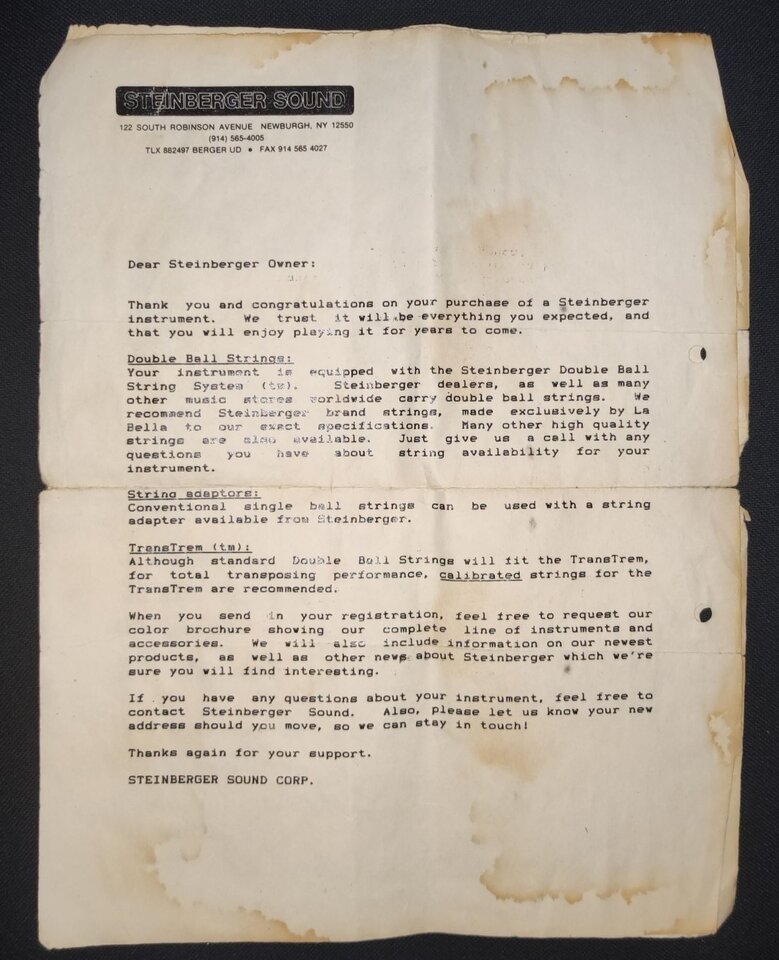 STEINBERGER SOUND
122 SOUTH ROBINSON AVENUE NEWBURGH, NY 12550
(914) 565-4005
TLX 882497 BERGER UD • FAX 914 565 4027
Dear Steinberger Owner:
Thank you and congratulations on your purchase of a Steinberger
instrument. We trust it will be everything you expected, and
that you will enjoy playing it for years to come.
Double Ball Strings:
Your instrument is equipped with the Steinberger Double Ball
String System (tm). Steinberger dealers, as well as many
other music stores worldwide carry double ball strings. We
recommend Steinberger brand strings, made exclusively by La
Bella to our exact specifications. Many other high quality
strings are also available. Just give us a call with any
questions you have about string availability for your
instrument.
String adaptors:
Conventional single ball strings can be used with a string
adapter available from Steinberger.
TransTrem (tm):
Although standard Double Ball Strings will fit the TransTrem,
for total transposing performance, calibrated strings for the
TransTrem are recommended.
When you send in your registration, feel free to request our
color brochure showing our complete line of instruments and
accessories. We will also include information on our newest
products, as well as other news about Steinberger which we're
sure you will find interesting.
If you have any questions about your instrument, feel free to
contact Steinberger Sound. Also, please let us know your new
address should you move, so we can stay in touch!
Thanks again for your support.
STEINBERGER SOUND CORP.